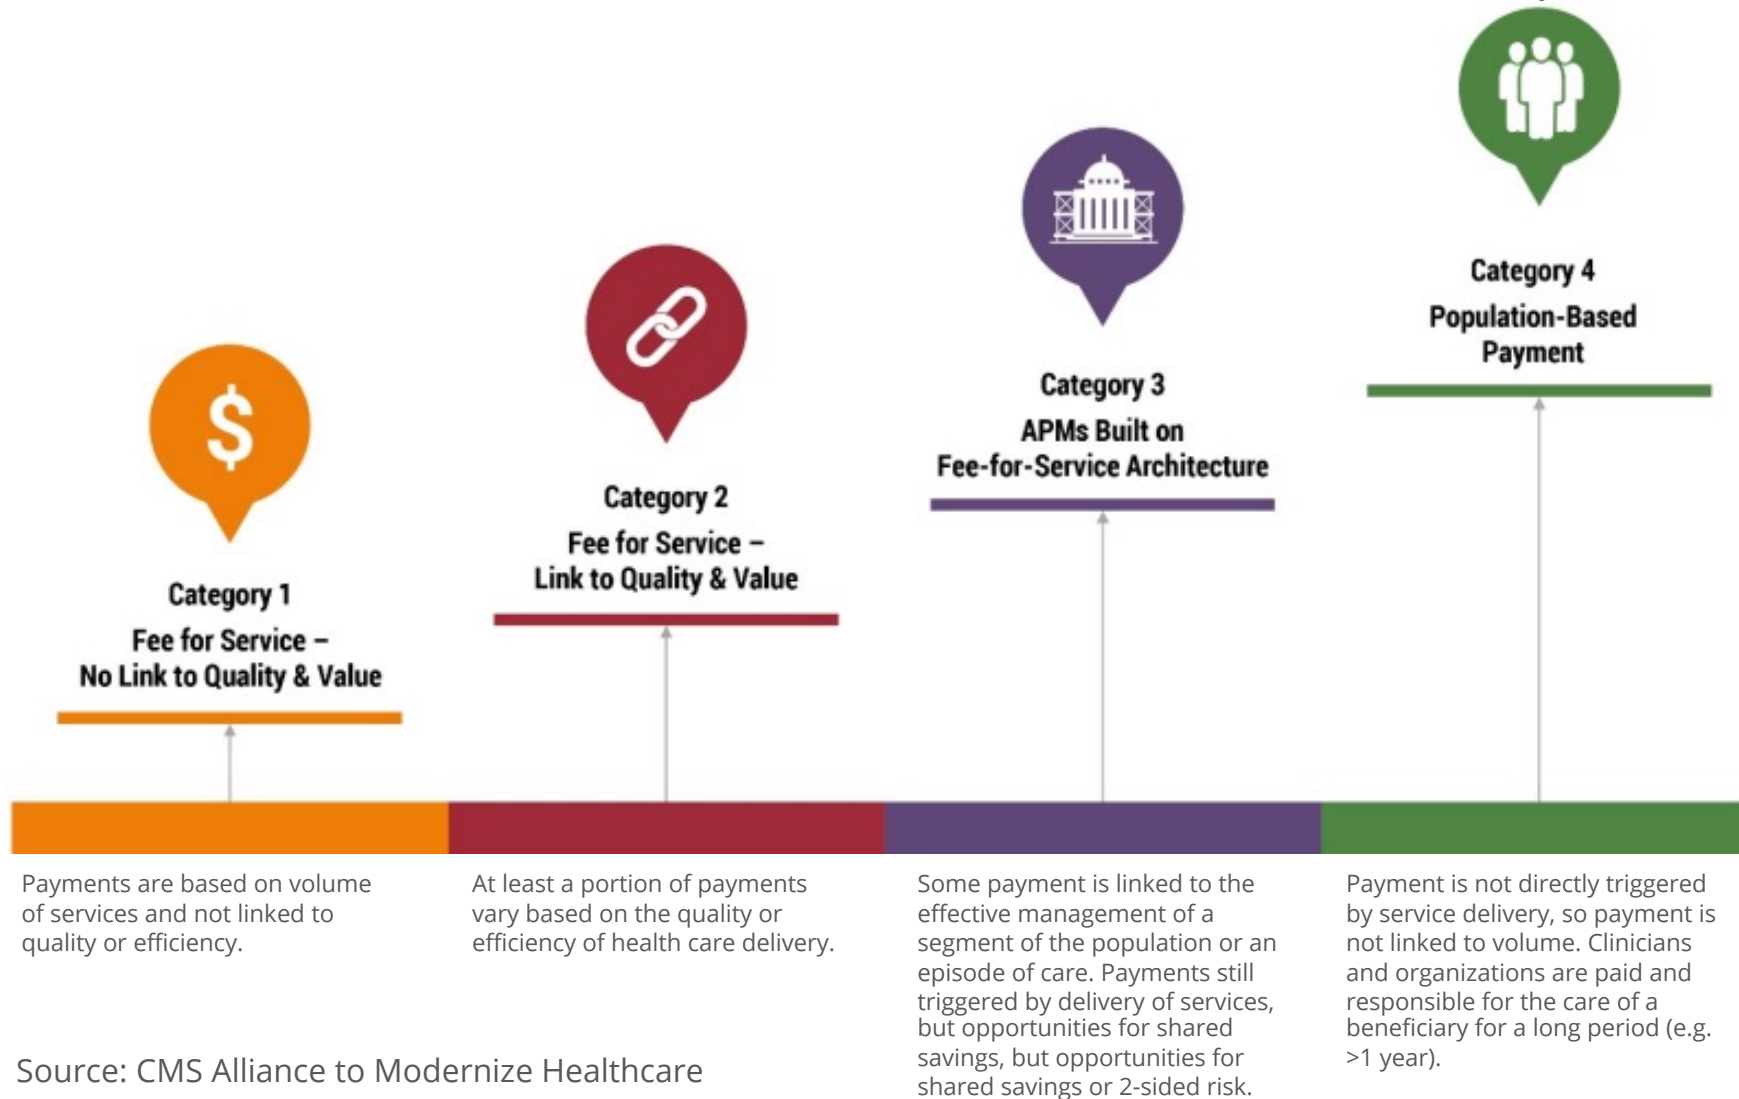 $
Category 1
Fee for Service –
No Link to Quality & Value
Category 2
Fee for Service –
Link to Quality & Value
Category 3
APMs Built on
Fee-for-Service Architecture
Category 4
Population-Based
Payment
Payments are based on volume
of services and not linked to
quality or efficiency.
At least a portion of payments
vary based on the quality or
efficiency of health care delivery.
Some payment is linked to the
effective management of a
segment of the population or an
episode of care. Payments still
triggered by delivery of services,
but opportunities for shared
savings, but opportunities for
shared savings or 2-sided risk.
Payment is not directly triggered
by service delivery, so payment is
not linked to volume. Clinicians
and organizations are paid and
responsible for the care of a
beneficiary for a long period (e.g.
>1 year).
Source: CMS Alliance to Modernize Healthcare